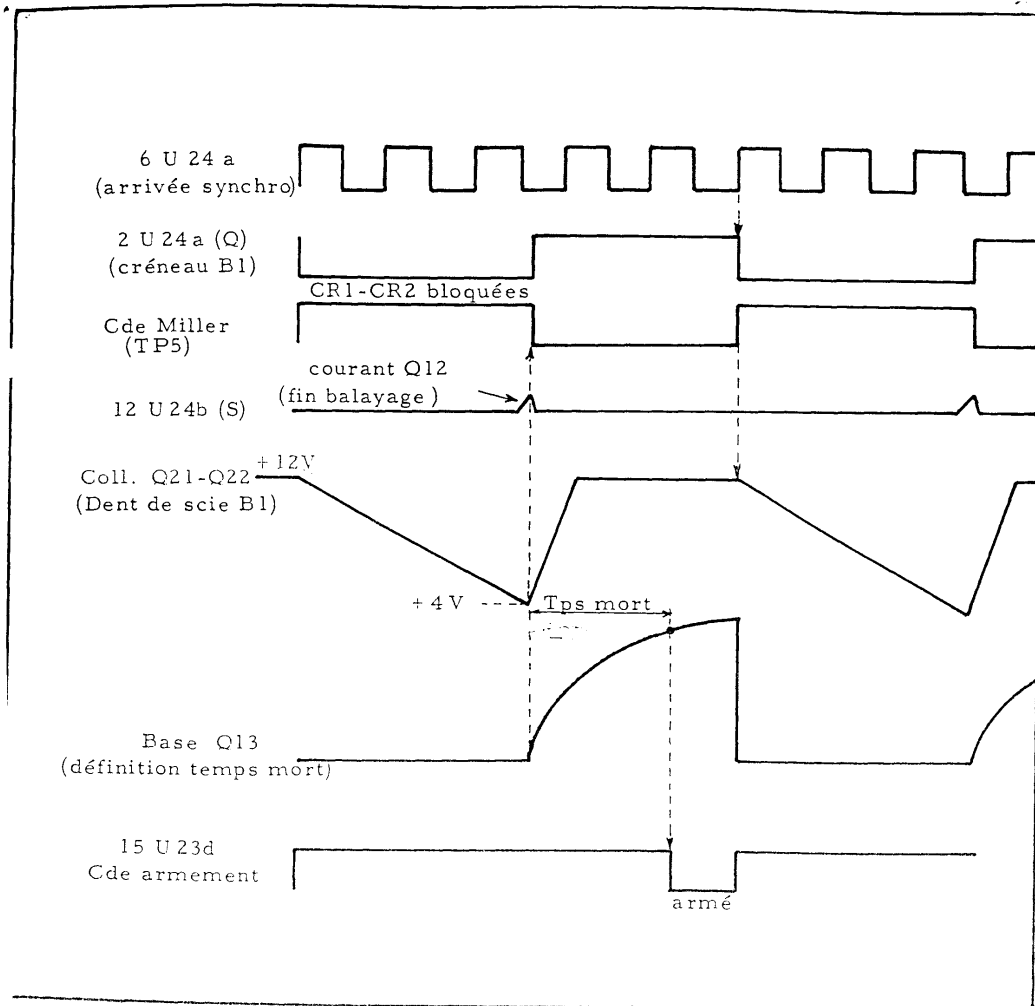 6 U 24 a
(arrivée synchro)
2 U 24 a (Q)
(créneau B1)
CR1-CR2 bloquées
Cde Miller
(TP5)
courant Q12
(fin balayage )
12 U 24b (S)
+12V
Coll. Q21-Q22
(Dent de scie B1)
+4V
Tps mort
Base Q13
(définition temps mort)
15 U 23d
Cde armement
armé